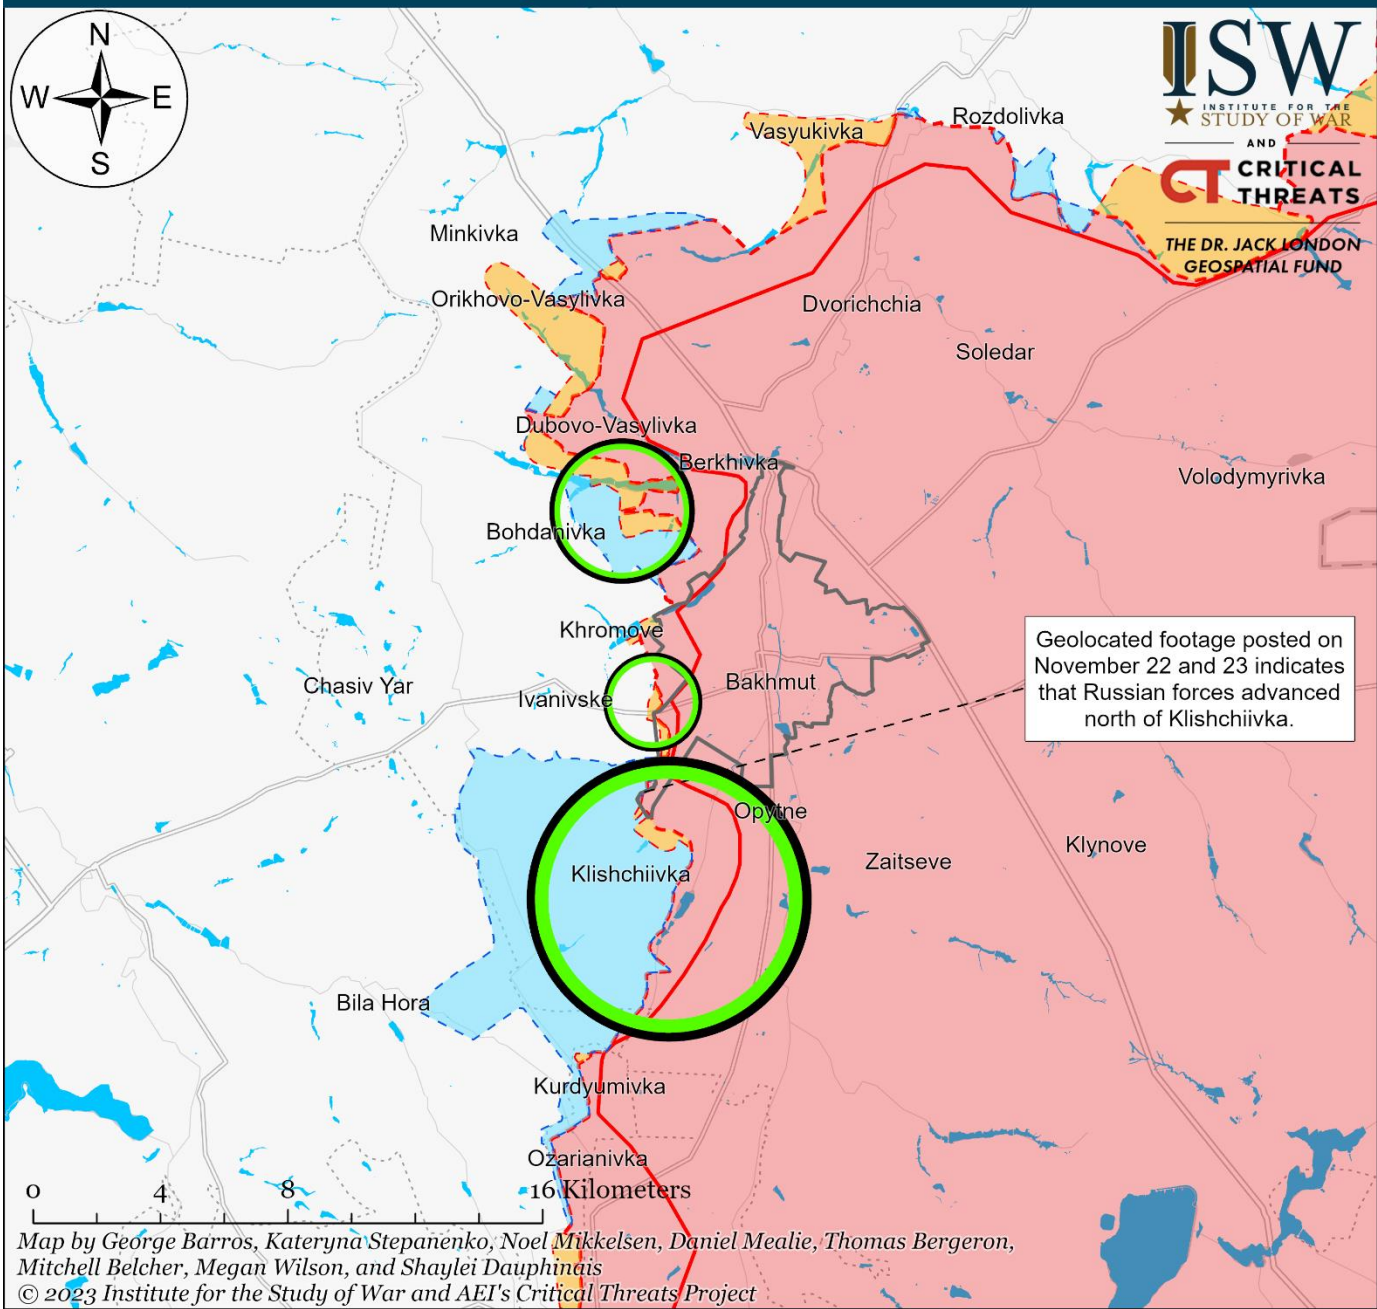 N
W E
S
ISW
INSTITUTE FOR THE
STUDY OF WAR
AND
CT CRITICAL
THREATS
THE DR. JACK LONDON
GEOSPATIAL FUND
Vasyukivka
Rozdolivka
Minkivka
Orikhovo-Vasylivka
Dvorichchia
Soledar
Dubovo-Vasylivka
Berkhivka
Volodymyrivka
Bohdanivka
Khromove
Geolocated footage posted on
November 22 and 23 indicates
that Russian forces advanced
north of Klishchiivka.
Chasiv Yar
Ivanivske
Bakhmut
Opytne
Klynove
Zaitseve
Klishchiivka
Bila Hora
Kurdyumivka
Ozarianivka
0 4 8 16 Kilometers
Map by George Barros, Kateryna Stepanenko, Noel Mikkelsen, Daniel Mealie, Thomas Bergeron,
Mitchell Belcher, Megan Wilson, and Shaylei Dauphinais
© 2023 Institute for the Study of War and AEI's Critical Threats Project